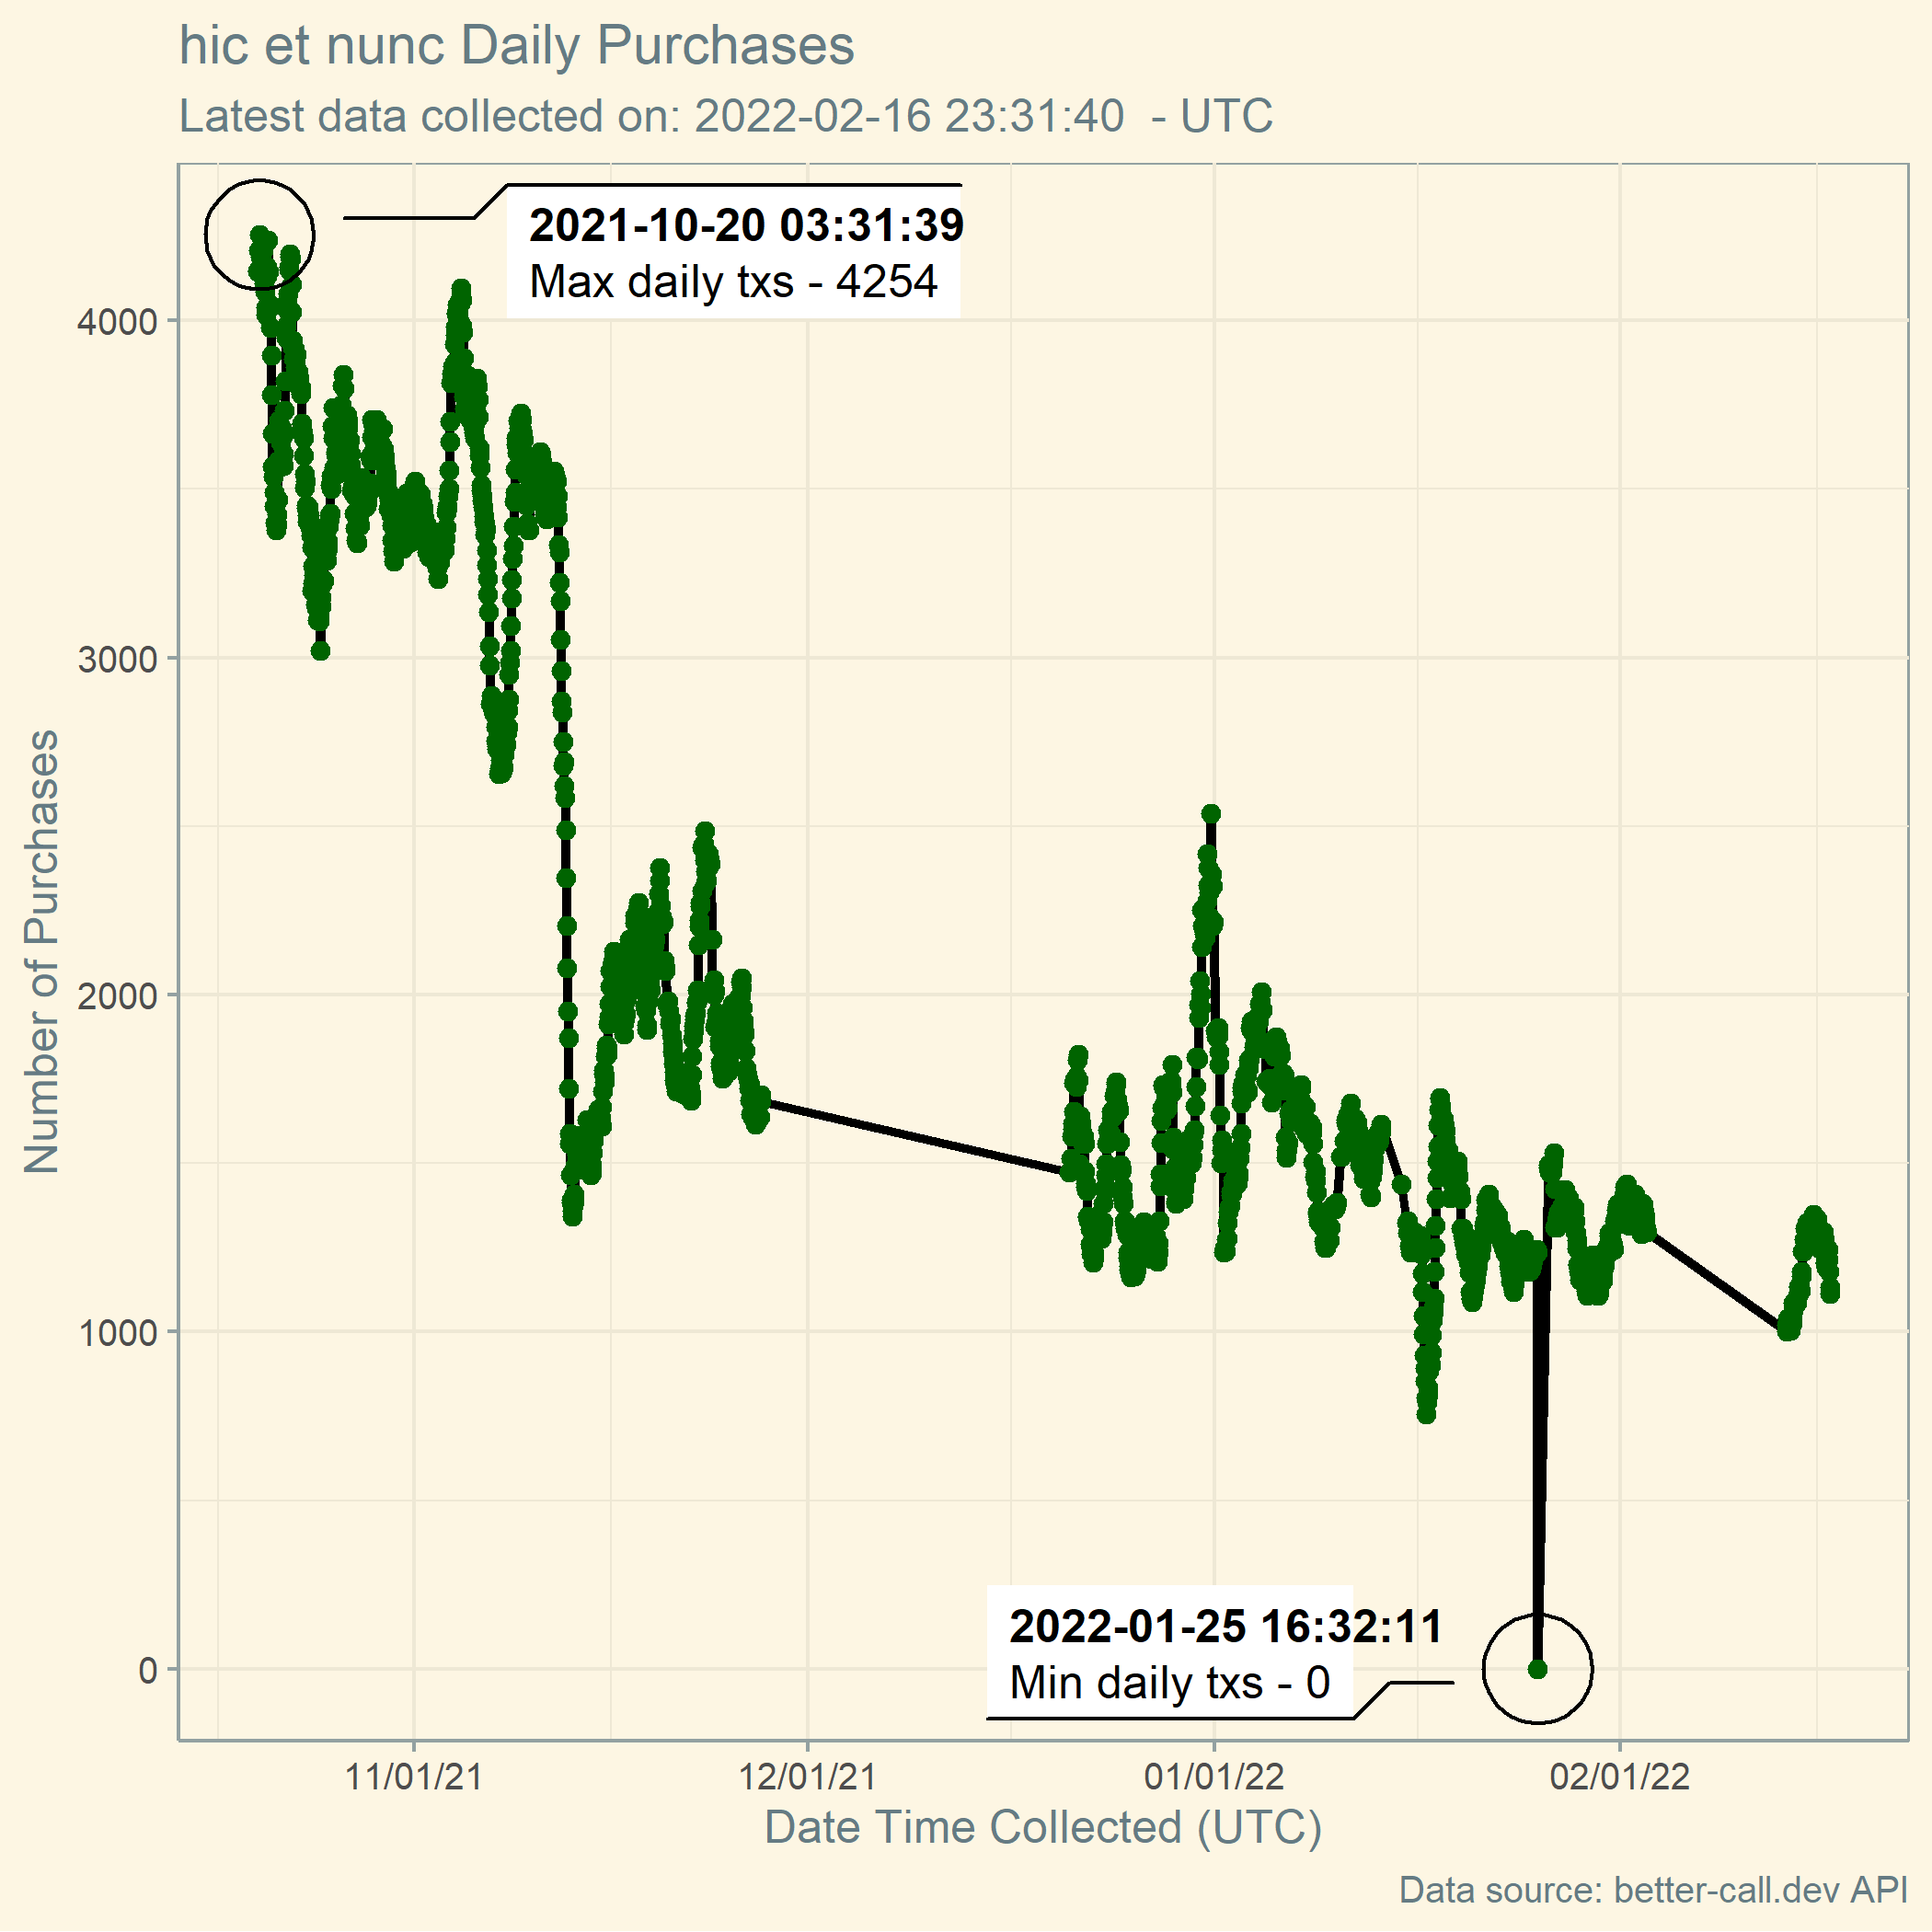 hic et nunc Daily Purchases
Latest data collected on: 2022-02-16 23:31:40  - UTC
2021-10-20 03:31:39
Max daily txs - 4254
4000
3000
2000
1000
0
Number of Purchases
2022-01-25 16:32:11
Min daily txs - 0
11/01/21
12/01/21
01/01/22
02/01/22
Date Time Collected (UTC)
Data source: better-call.dev API